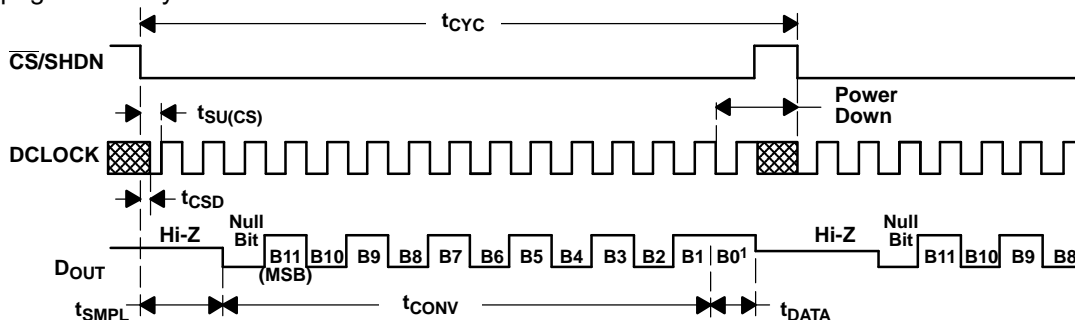 tCYC
CS/SHDN
tSU(CS)
Power
Down
DCLOCK
tCSD
Hi-Z
Null
Bit
B11
(MSB)
B10
B9
B8
B7
B6
B5
B4
B3
B2
B1
B0¹
Hi-Z
Null
Bit
B11
B10
B9
B8
DOUT
tSMPL
tCONV
tDATA